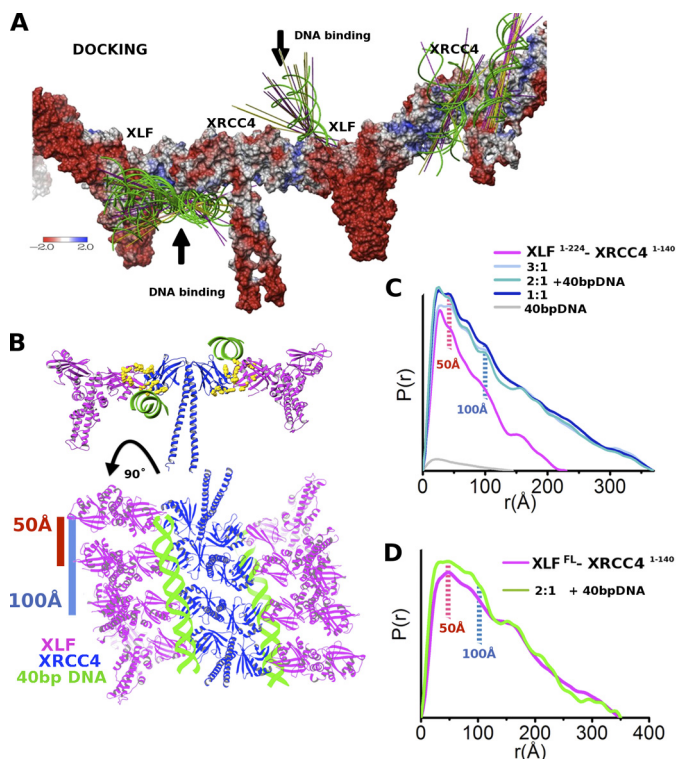 A
DOCKING
DNA binding
XRCC4
XLF
XRCC4
XLF
-2.0 2.0
DNA binding
B
90°
50Å
100Å
XLF
XRCC4
40bp DNA
C
XLF 1-224- XRCC4 1-140
3:1
2:1 +40bpDNA
1:1
40bpDNA
P(r)
50Å
100Å
0 100 200 300
r(Å)
D
XLF FL- XRCC4 1-140
2:1 + 40bpDNA
P(r)
50Å
100Å
0 100 200 300 400
r(Å)